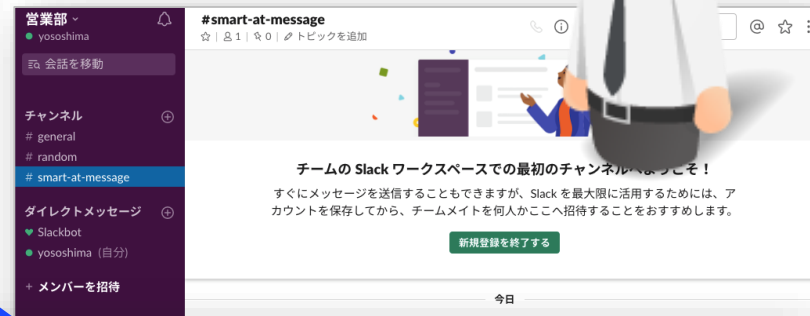 営業部
yososhima
会話を移動
チャンネル
# general
# random
# smart-at-message
ダイレクトメッセージ
Slackbot
yososhima (自分)
+ メンバーを招待
#smart-at-message
1 | 0 | トピックを追加
チームの Slack ワークスペースでの最初のチャンネルへようこそ！
すぐにメッセージを送信することもできますが、Slack を最大限に活用するためには、ア
カウントを保存してから、チームメイトを何人かここへ招待することをおすすめします。
新規登録を終了する
今日